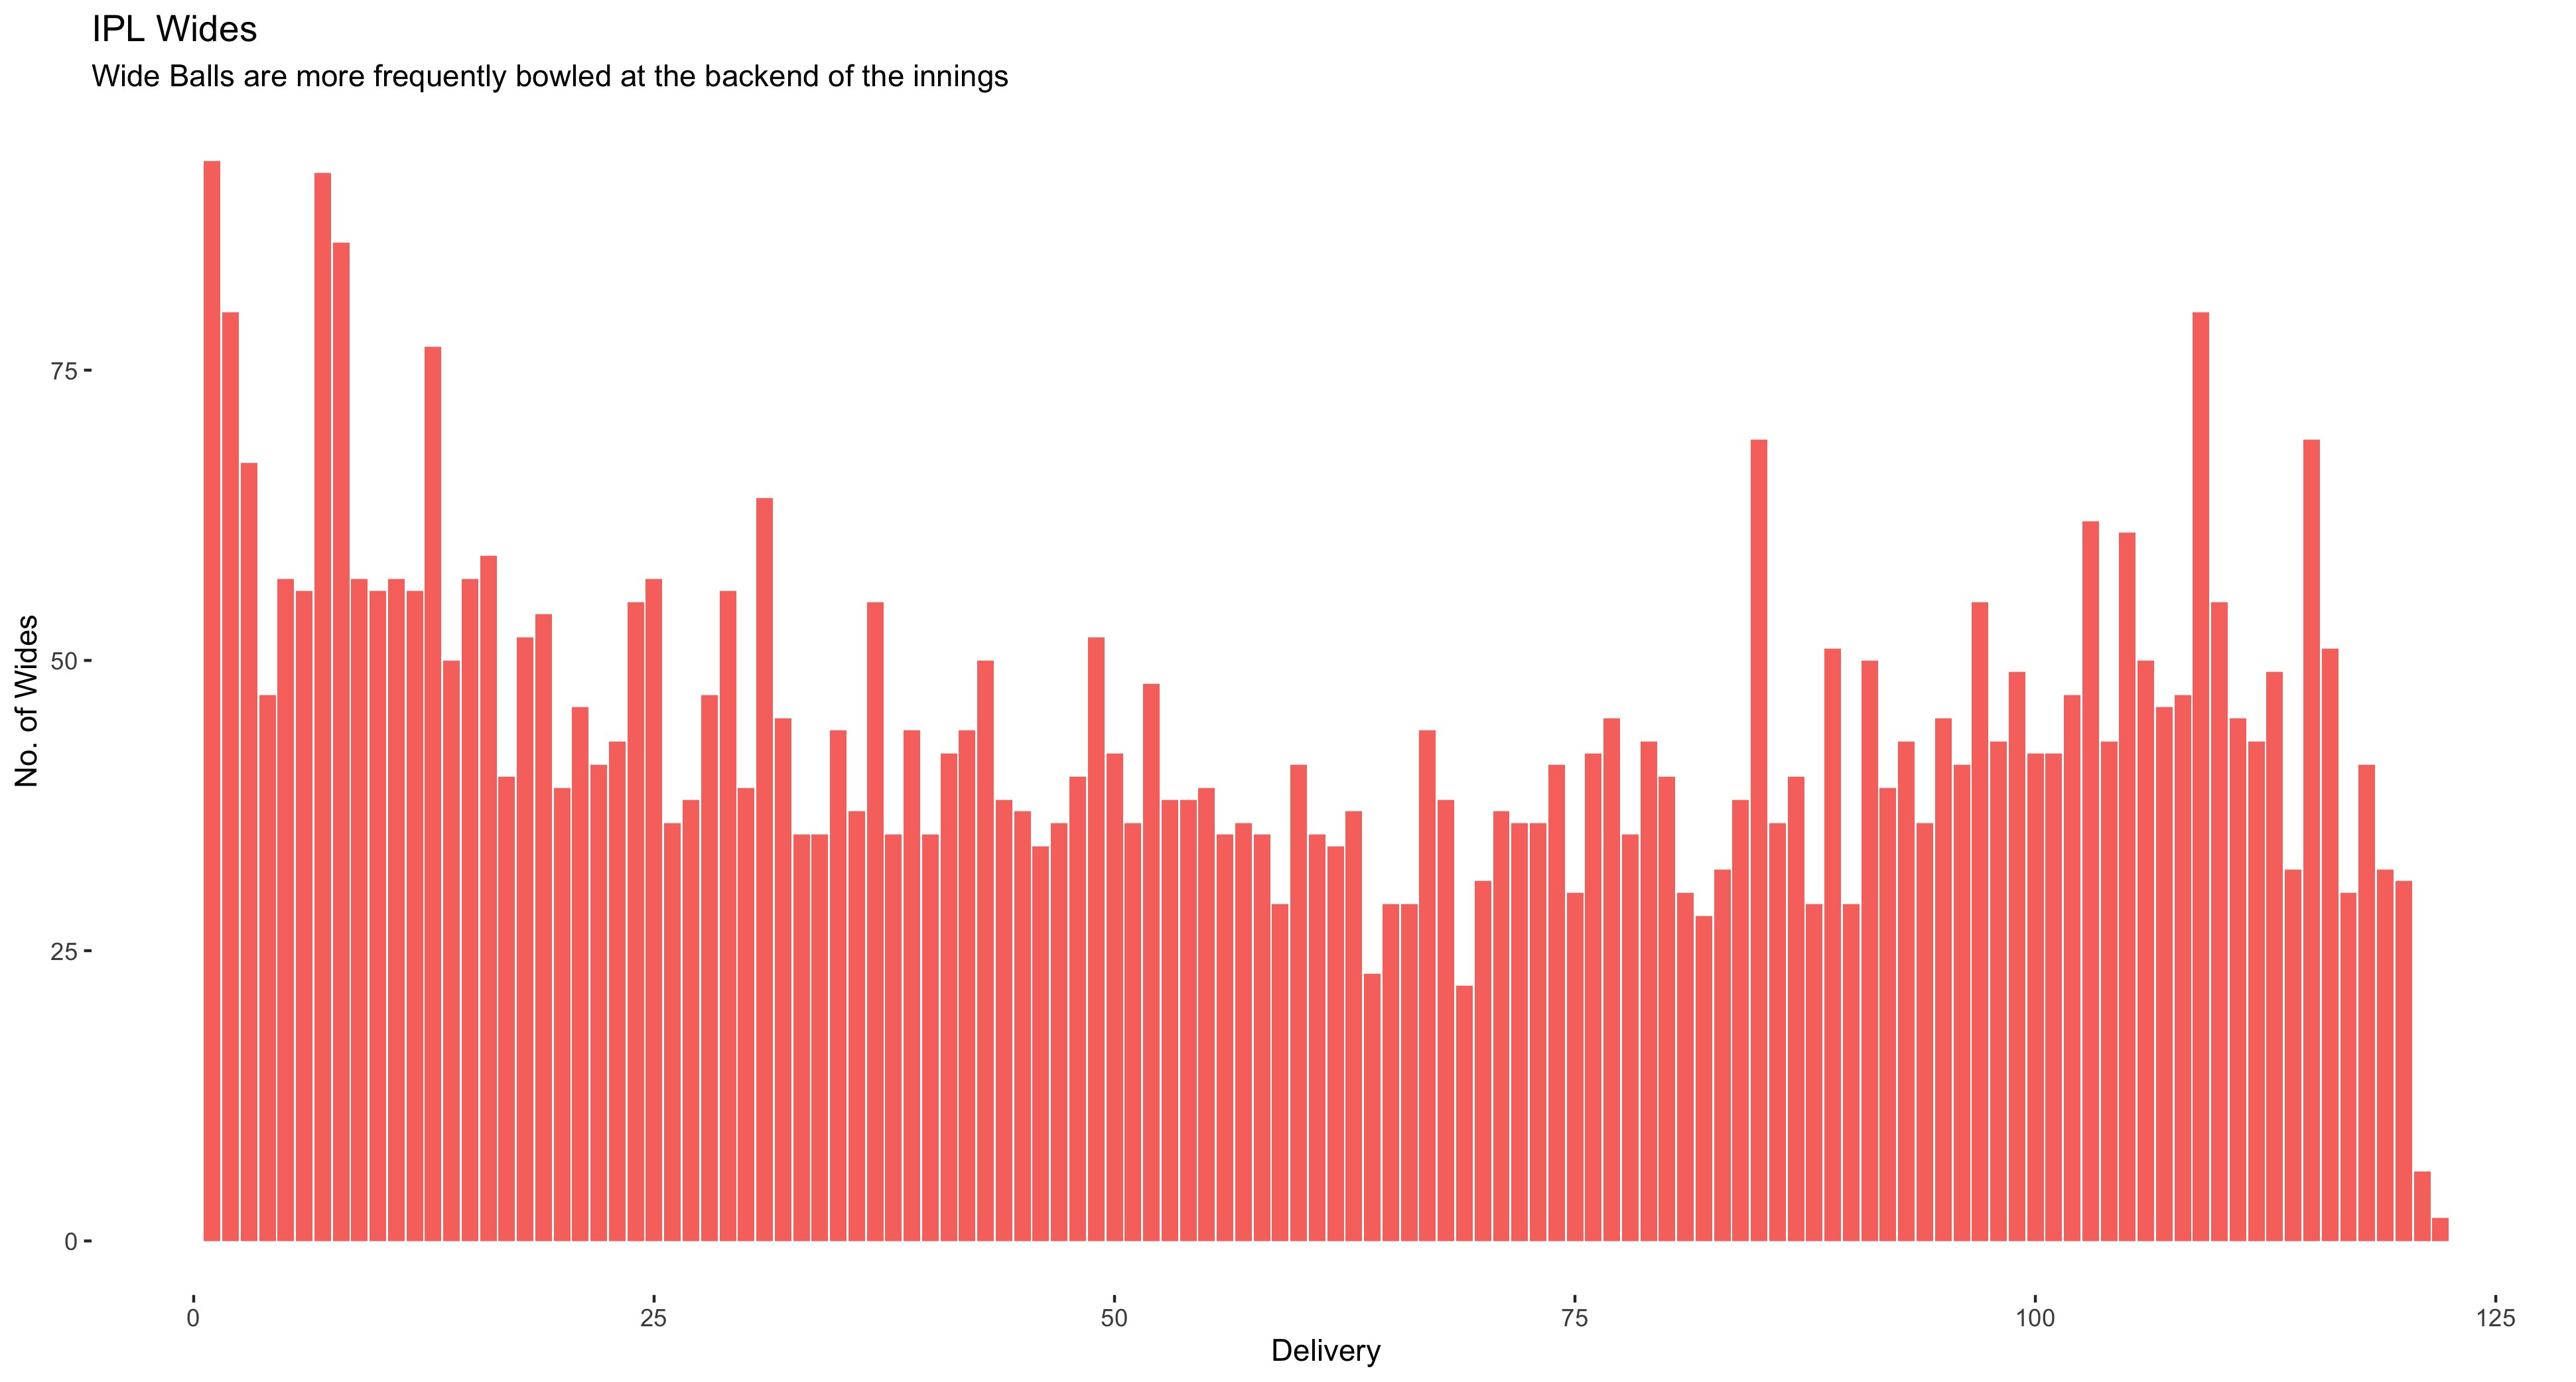 IPL Wides
Wide Balls are more frequently bowled at the backend of the innings
No. of Wides
75
50
25
0
0 25 50 75 100 125
Delivery